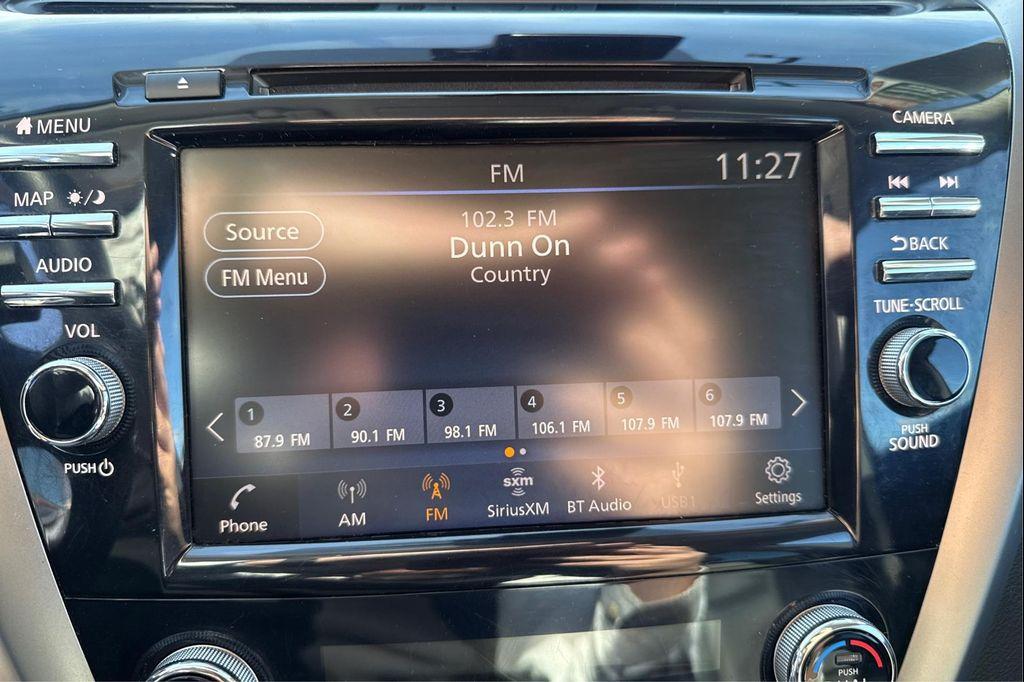 MENU
CAMERA
MAP
AUDIO
BACK
VOL
TUNE-SCROLL
PUSH
PUSH
SOUND
FM
11:27
Source
102.3 FM
Dunn On
FM Menu
Country
1
2
3
4
5
6
87.9 FM
90.1 FM
98.1 FM
106.1 FM
107.9 FM
107.9 FM
Phone
AM
FM
sxm
SiriusXM
BT Audio
USB1
Settings
PUSH